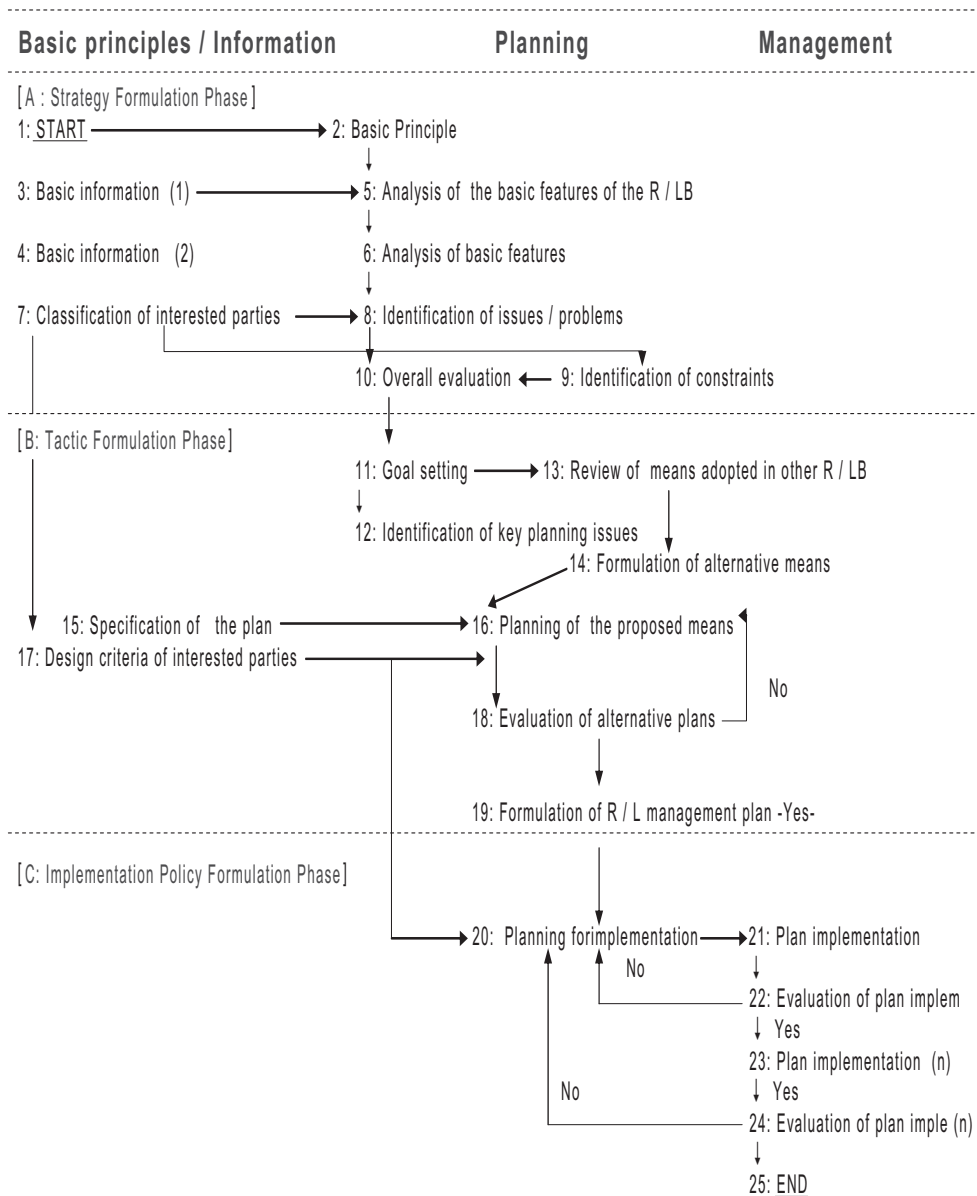 Basic principles / Information Planning Management
[A : Strategy Formulation Phase]
1: START 2: Basic Principle
3: Basic information (1) 5: Analysis of the basic features of the R / LB
4: Basic information (2) 6: Analysis of basic features
7: Classification of interested parties 8: Identification of issues / problems
10: Overall evaluation 9: Identification of constraints
[B: Tactic Formulation Phase]
11: Goal setting 13: Review of means adopted in other R / LB
12: Identification of key planning issues
14: Formulation of alternative means
15: Specification of the plan 16: Planning of the proposed means
17: Design criteria of interested parties
No
18: Evaluation of alternative plans
19: Formulation of R / L management plan -Yes-
[C: Implementation Policy Formulation Phase]
20: Planning forimplementation 21: Plan implementation
No
22: Evaluation of plan implem
Yes
23: Plan implementation (n)
No Yes
24: Evaluation of plan imple (n)
25: END